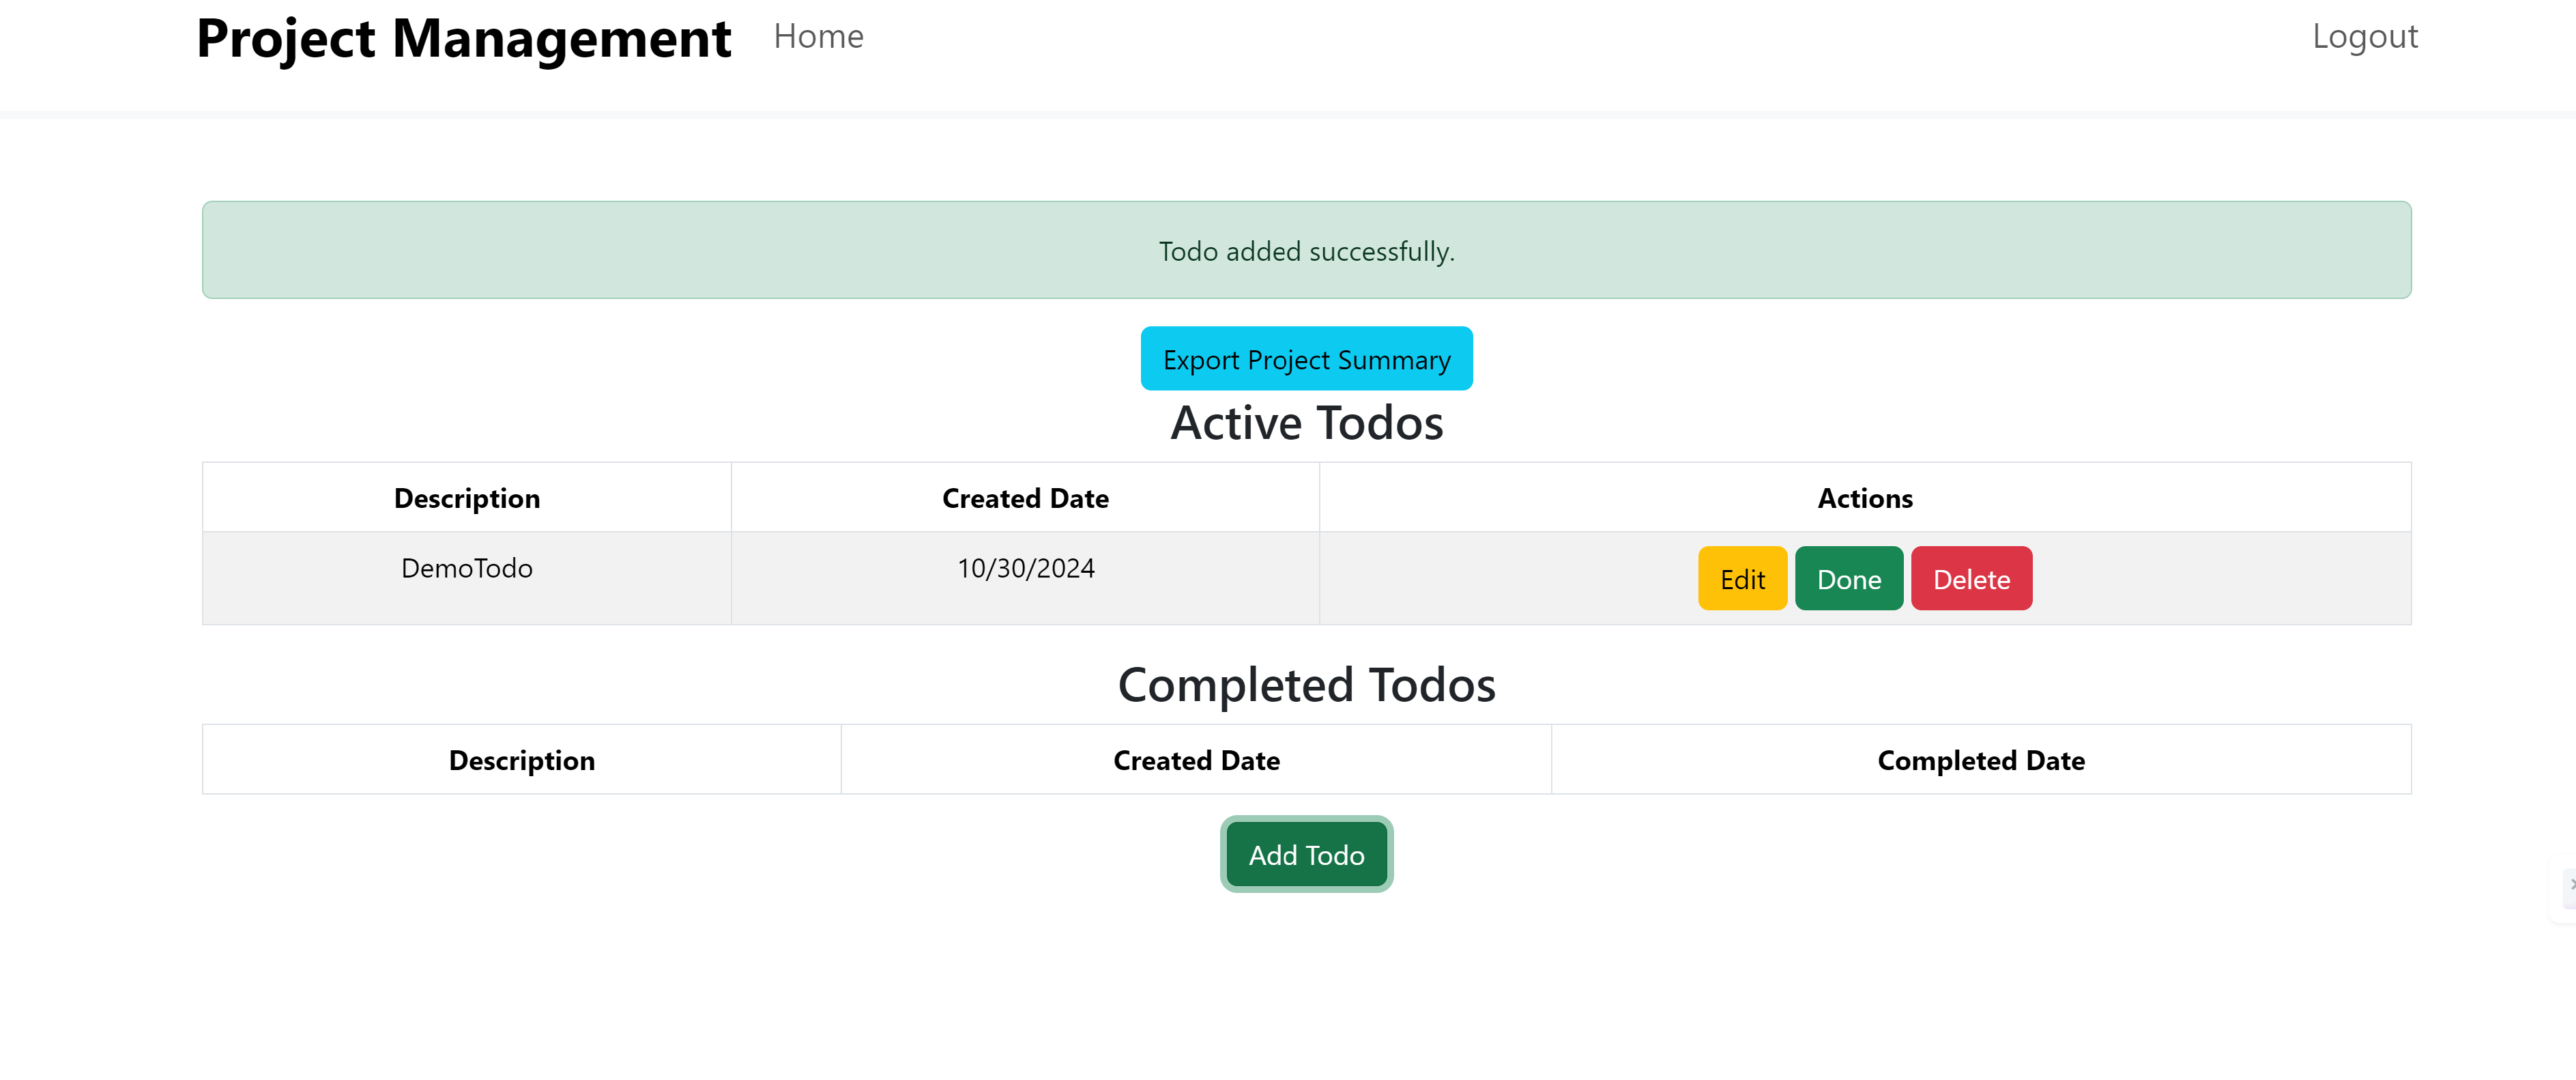 Project Management Home Logout
Todo added successfully.
Export Project Summary
Active Todos
Description Created Date Actions
DemoTodo 10/30/2024 Edit Done Delete
Completed Todos
Description Created Date Completed Date
Add Todo